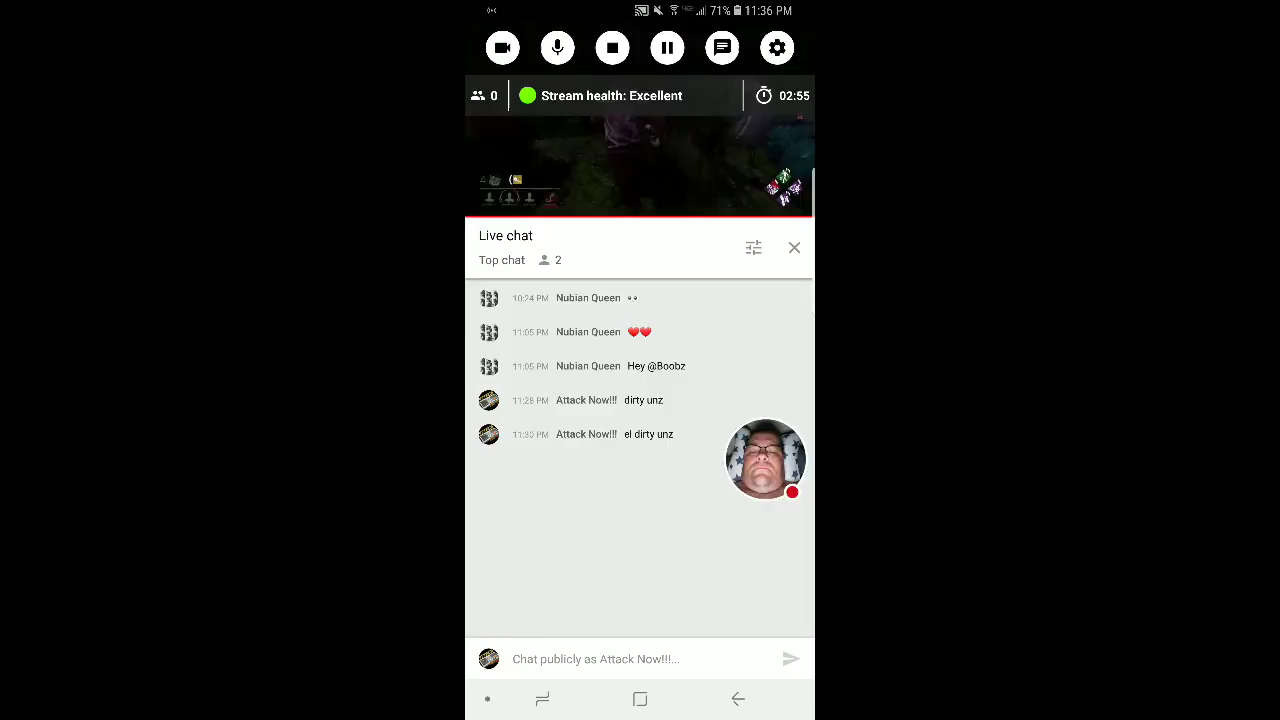 71% 11:36 PM
0 Stream health: Excellent 02:55
4
Live chat
Top chat 2
10:24 PM Nubian Queen 👀
11:05 PM Nubian Queen ❤️❤️
11:05 PM Nubian Queen Hey @Boobz
11:28 PM Attack Now!!! dirty unz
11:30 PM Attack Now!!! el dirty unz
Chat publicly as Attack Now!!!...